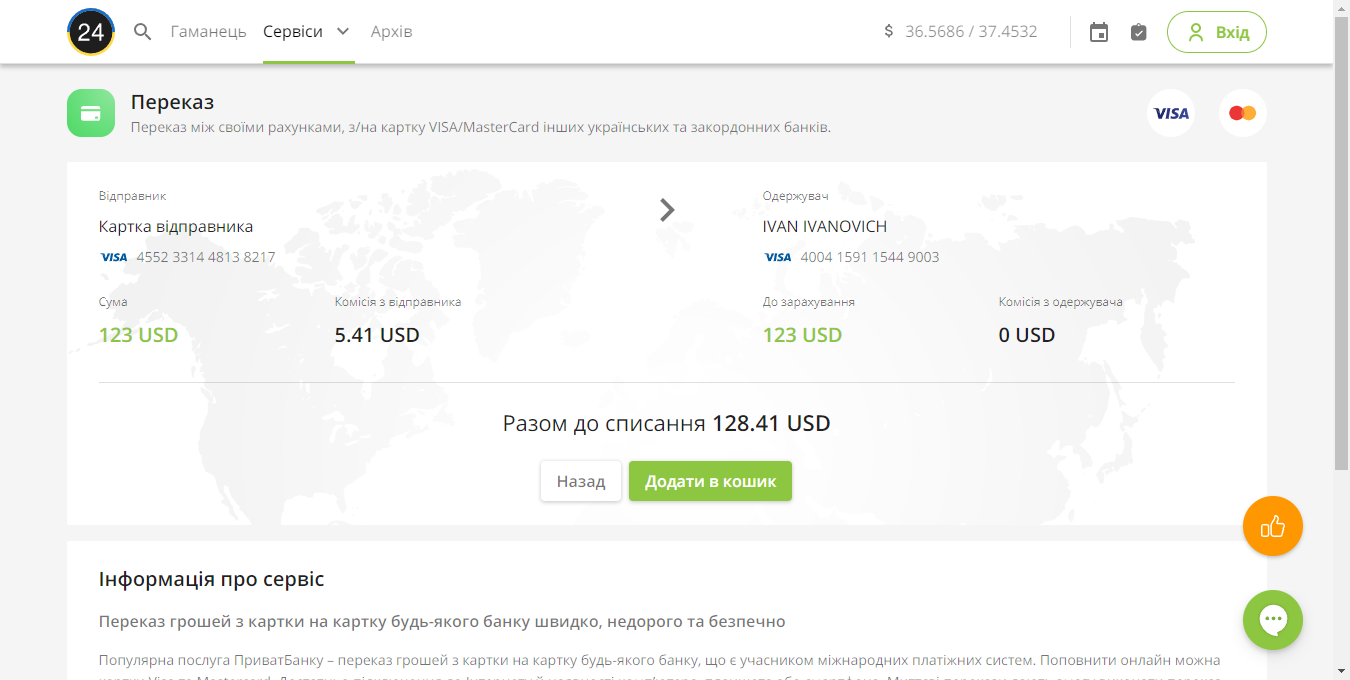 24 Гаманець Сервіси Архів $ 36.5686 / 37.4532 Вхід
Переказ
Переказ між своїми рахунками, з/на картку VISA/MasterCard інших українських та закордонних банків.
VISA
Відправник Одержувач
Картка відправника IVAN IVANOVICH
VISA 4552 3314 4813 8217 VISA 4004 1591 1544 9003
Сума Комісія з відправника До зарахування Комісія з одержувача
123 USD 5.41 USD 123 USD 0 USD
Разом до списання 128.41 USD
Назад Додати в кошик
Інформація про сервіс
Переказ грошей з картки на картку будь-якого банку швидко, недорого та безпечно
Популярна послуга ПриватБанку – переказ грошей з картки на картку будь-якого банку, що є учасником міжнародних платіжних систем. Поповнити онлайн можна